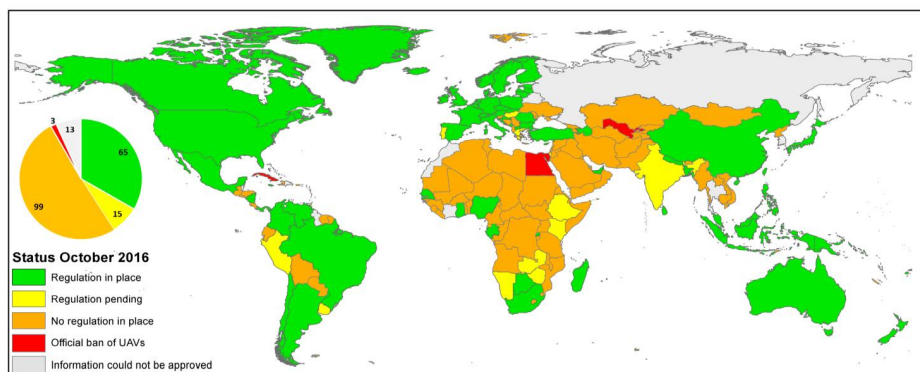 3
13
65
15
99
Status October 2016
Regulation in place
Regulation pending
No regulation in place
Official ban of UAVs
Information could not be approved